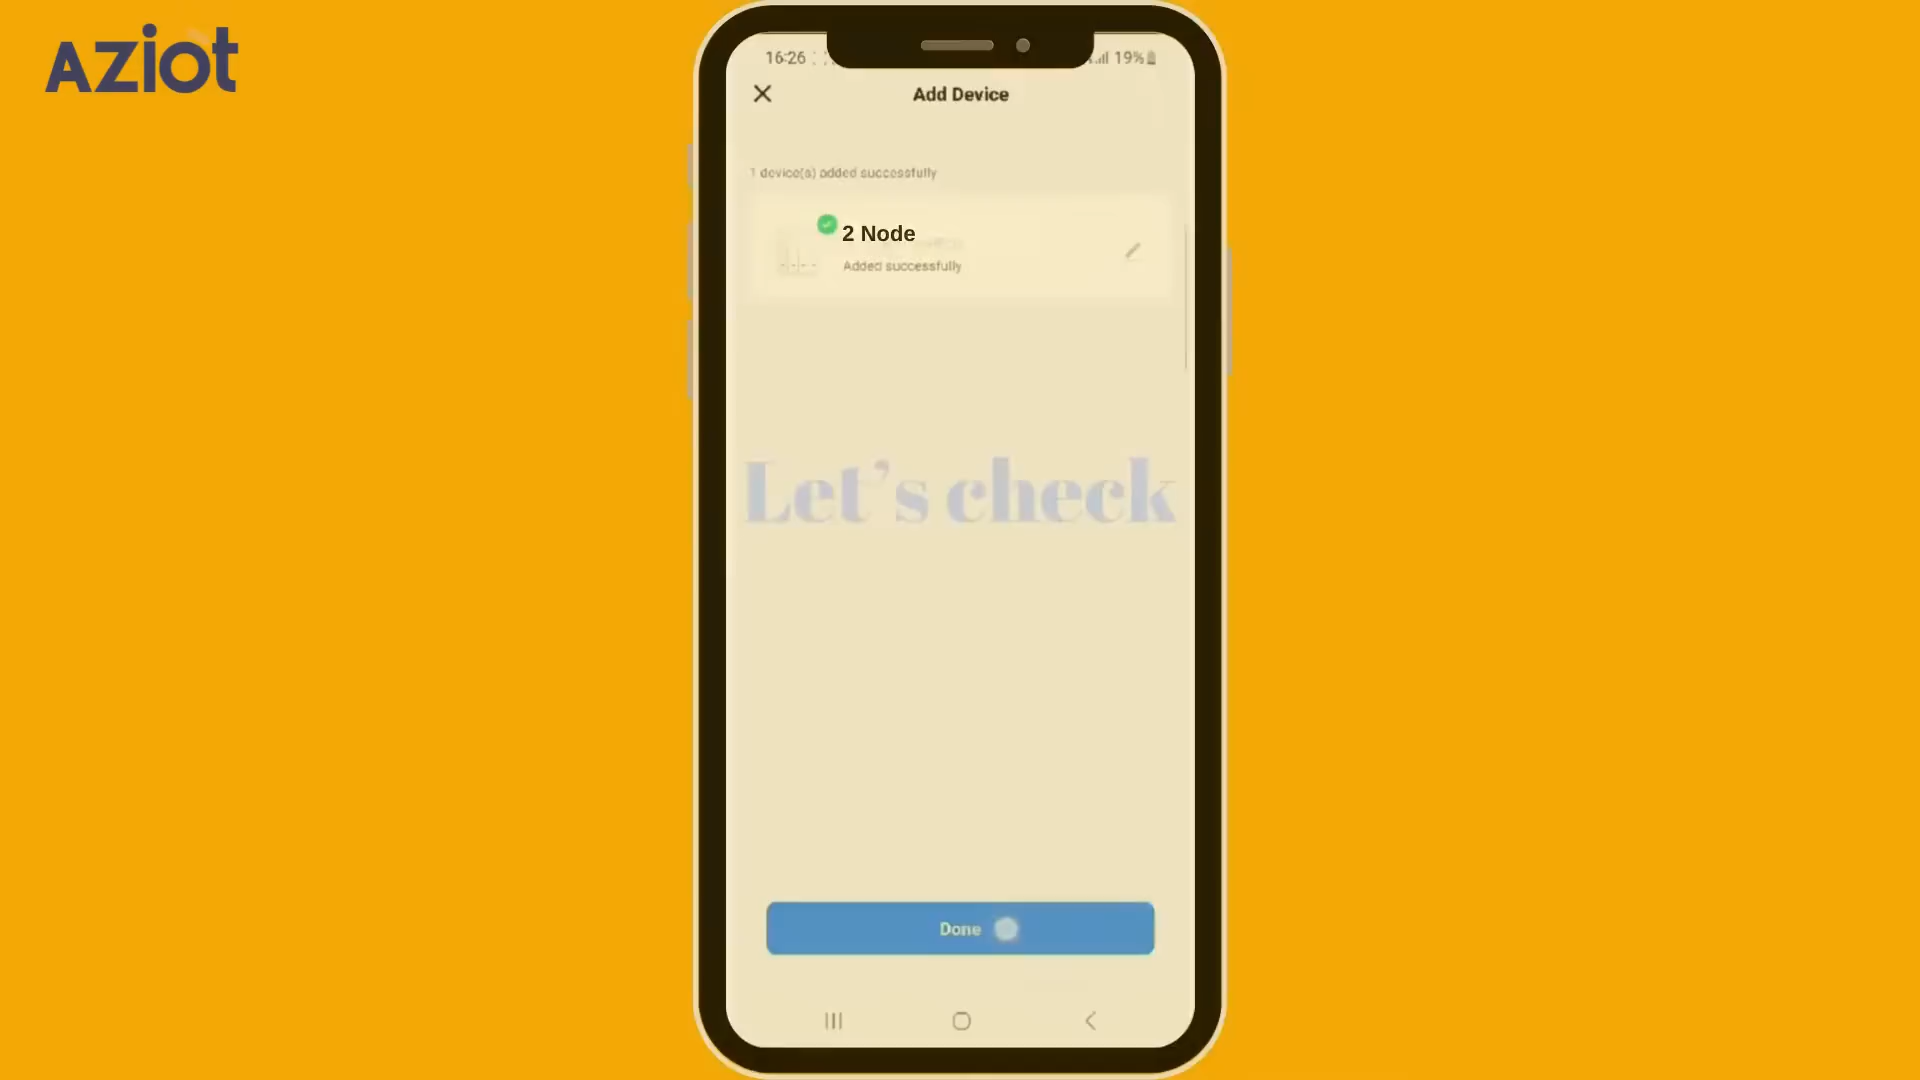 Aziot
16:26
19%
Add Device
1 device(s) added successfully
2 Node
Added successfully
Let's check
Done